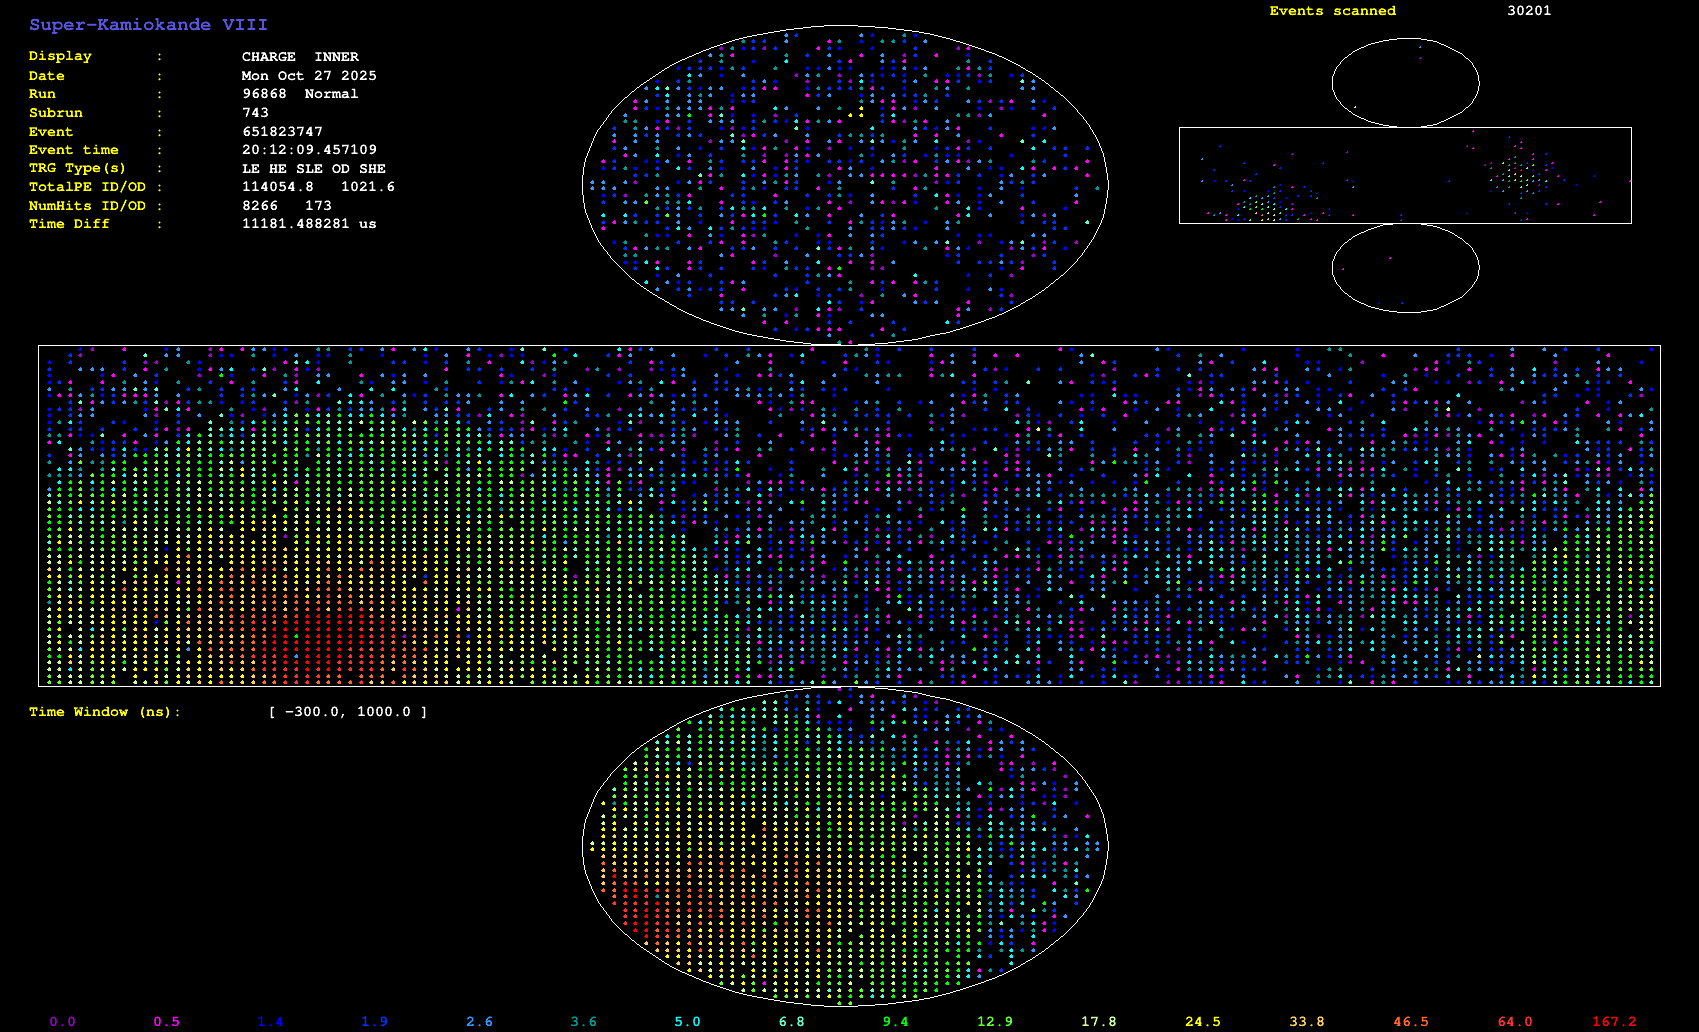 Super-Kamiokande VIII
Events scanned 30201
Display : CHARGE INNER
Date : Mon Oct 27 2025
Run : 96868 Normal
Subrun : 743
Event : 651823747
Event time : 20:12:09.457109
TRG Type(s) : LE HE SLE OD SHE
TotalPE ID/OD : 114054.8 1021.6
NumHits ID/OD : 8266 173
Time Diff : 11181.488281 us
Time Window (ns): [ -300.0, 1000.0 ]
0.0 0.5 1.4 1.9 2.6 3.6 5.0 6.8 9.4 12.9 17.8 24.5 33.8 46.5 64.0 167.2